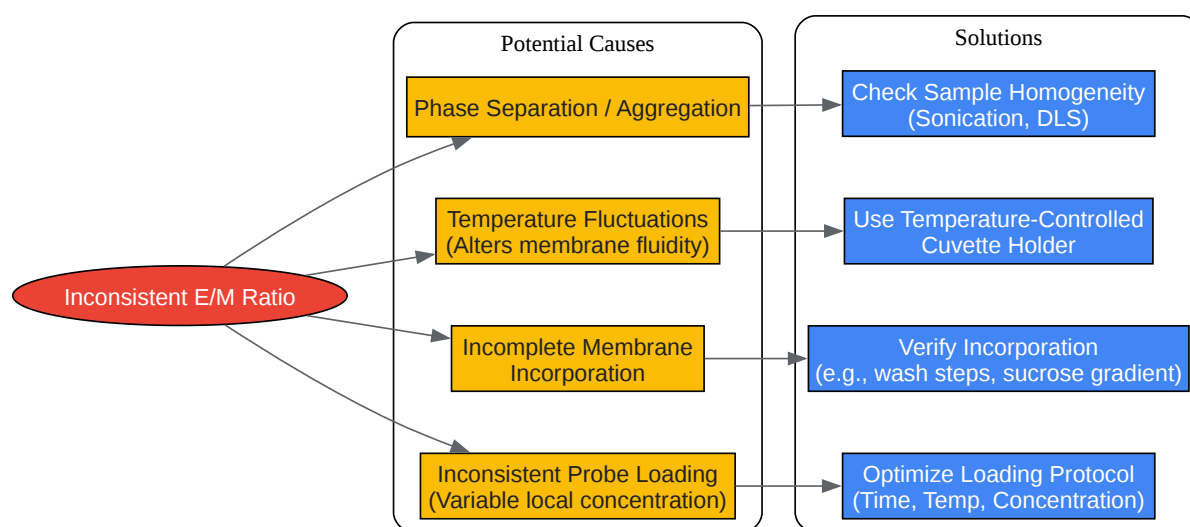 Potential Causes
Solutions
Phase Separation / Aggregation
Check Sample Homogeneity
(Sonication, DLS)
Temperature Fluctuations
(Alters membrane fluidity)
Use Temperature-Controlled
Cuvette Holder
Inconsistent E/M Ratio
Incomplete Membrane
Incorporation
Verify Incorporation
(e.g., wash steps, sucrose gradient)
Inconsistent Probe Loading
(Variable local concentration)
Optimize Loading Protocol
(Time, Temp, Concentration)